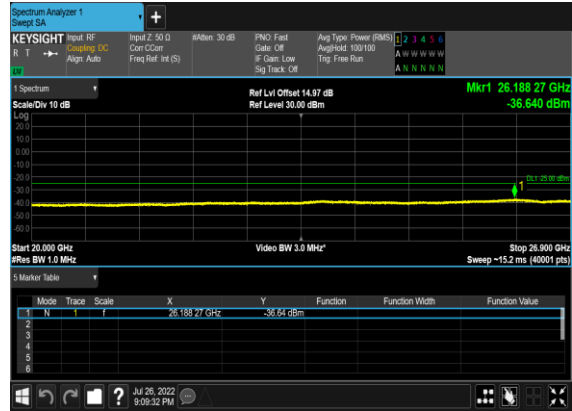 Spectrum Analyzer 1
Swept SA
+
KEYSIGHT Input: RF Input Z: 50 Ω #Atten: 30 dB PNO: Fast Avg Type: Power (RMS) 1 2 3 4 5 6
R T Coupling: DC Corr CCorr Gate: Off Avg|Hold: 100/100 A W W W W W
Align: Auto Freq Ref: Int (S) IF Gain: Low Trig: Free Run
Sig Track: Off A N N N N N
1 Spectrum Ref Lvl Offset 14.97 dB Mkr1 26.188 27 GHz
Scale/Div 10 dB Ref Level 30.00 dBm -36.640 dBm
Log
20.0
10.0
0.00
-10.0
-20.0
DL1 -25.00 dBm
1
-30.0
-40.0
-50.0
-60.0
Start 20.000 GHz Video BW 3.0 MHz* Stop 26.900 GHz
#Res BW 1.0 MHz Sweep ~15.2 ms (40001 pts)
5 Marker Table
Mode Trace Scale X Y Function Function Width Function Value
1 N 1 f 26.188 27 GHz -36.64 dBm
2
3
4
5
6
? Jul 26, 2022
9:09:32 PM